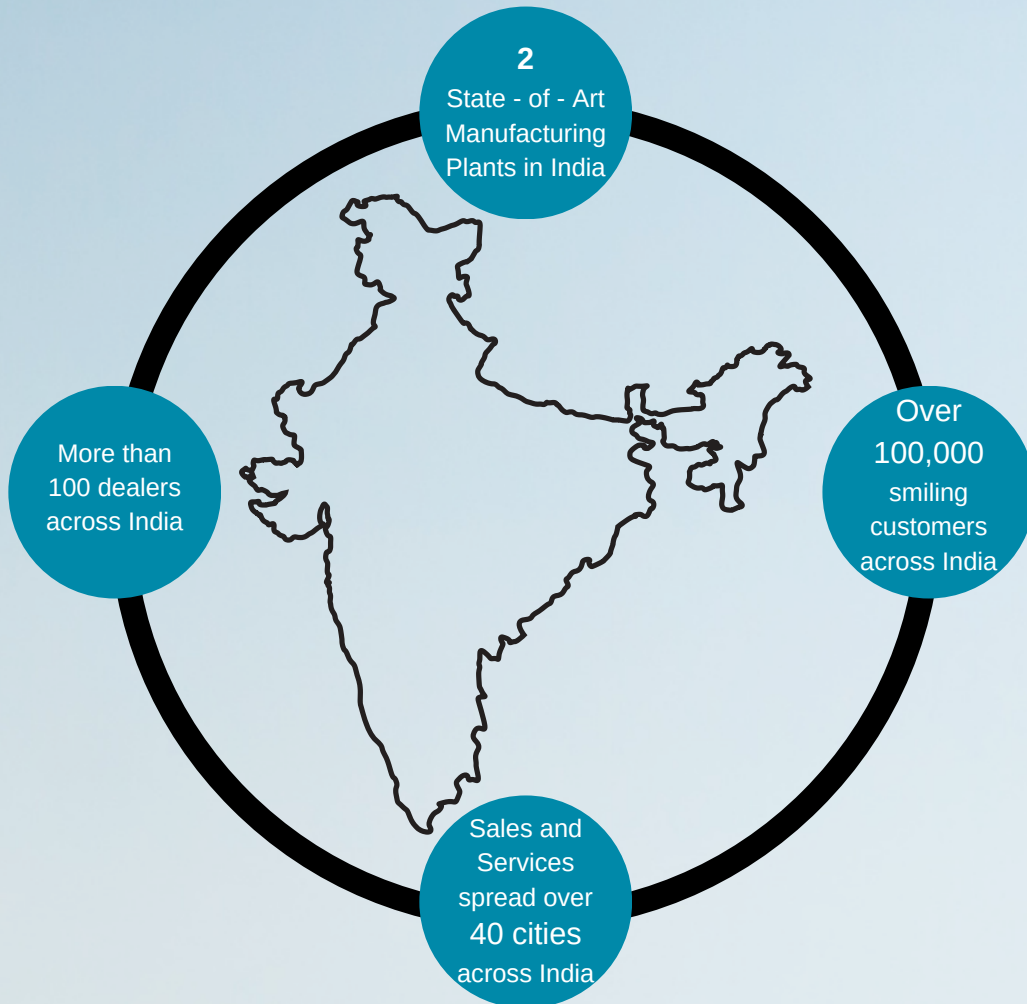 2
State - of - Art
Manufacturing
Plants in India
More than
100 dealers
across India
Over
100,000
smiling
customers
across India
Sales and
Services
spread over
40 cities
across India